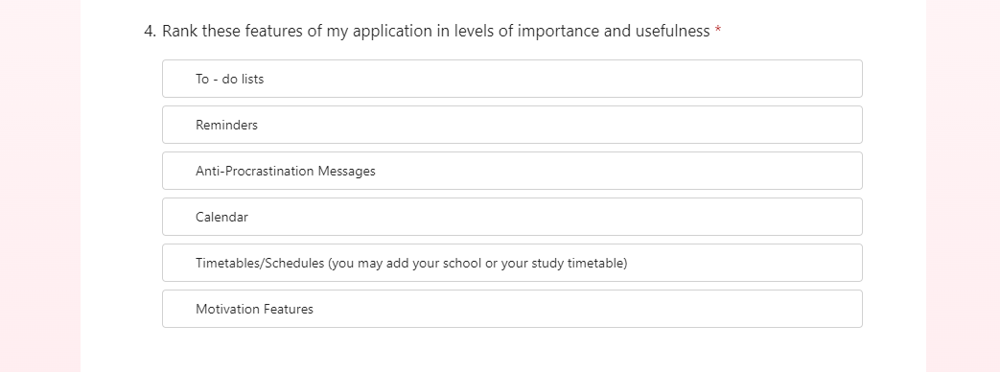 4. Rank these features of my application in levels of importance and usefulness *
To - do lists
Reminders
Anti-Procrastination Messages
Calendar
Timetables/Schedules (you may add your school or your study timetable)
Motivation Features